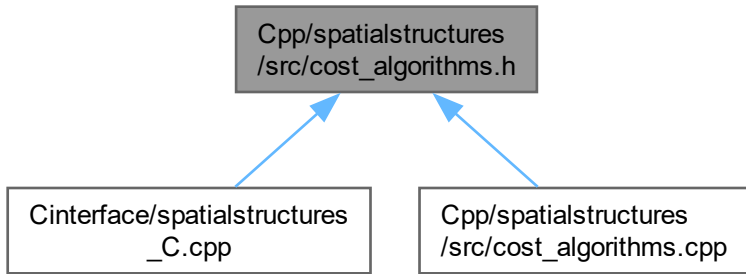 Cpp/spatialstructures
/src/cost_algorithms.h
Cinterface/spatialstructures
_C.cpp
Cpp/spatialstructures
/src/cost_algorithms.cpp